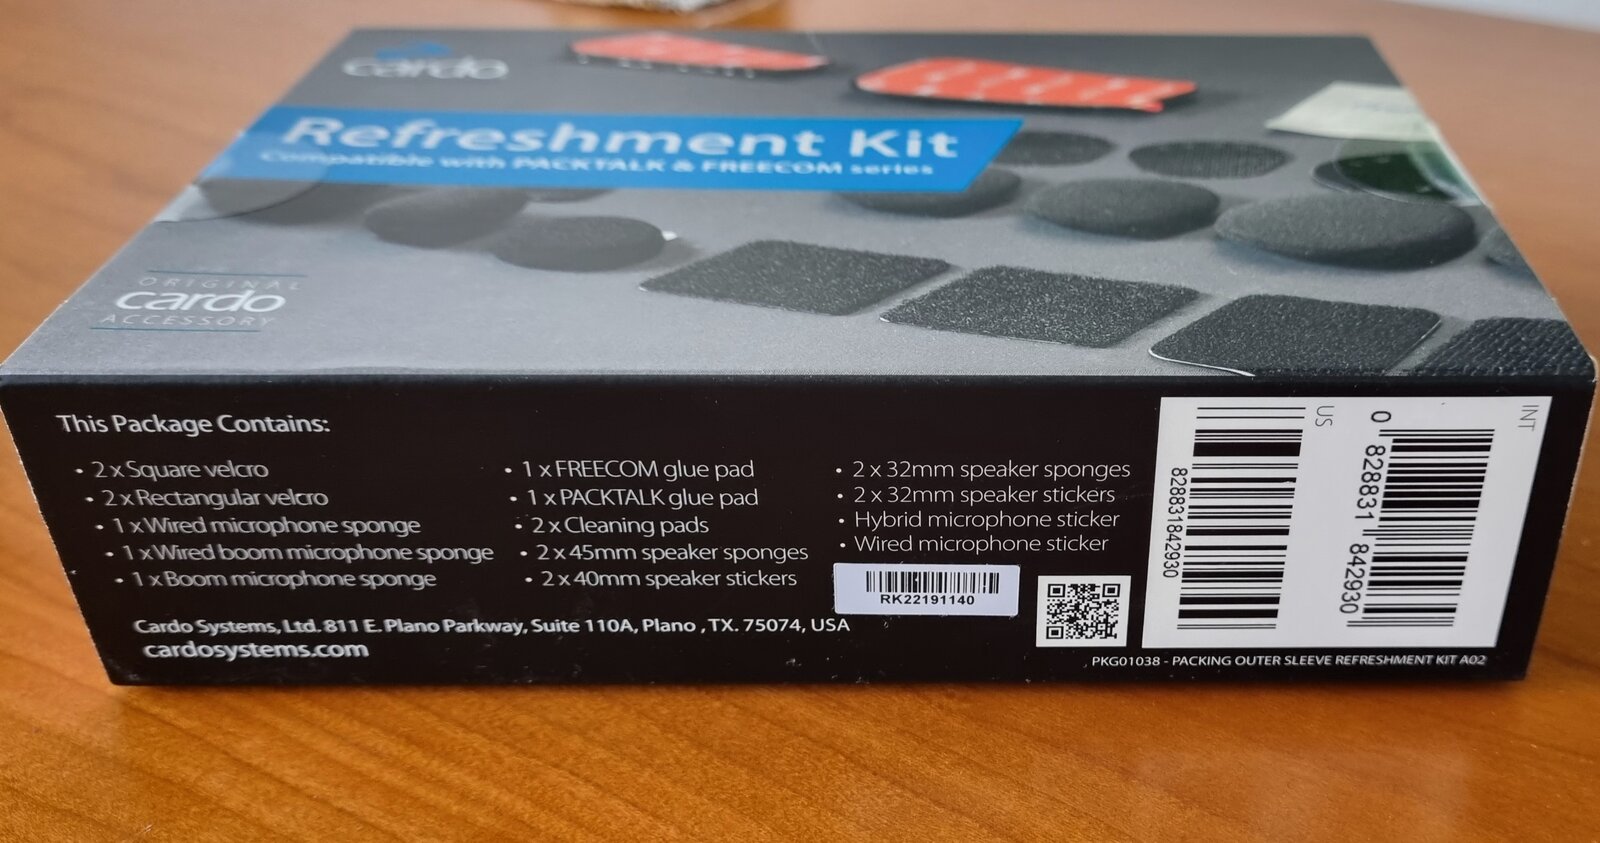 cardo
Refreshment Kit
Compatible with PACKTALK & FREECOM series
ORIGINAL
cardo
ACCESSORY
This Package Contains:
• 2 x Square velcro
• 2 x Rectangular velcro
• 1 x Wired microphone sponge
• 1 x Wired boom microphone sponge
• 1 x Boom microphone sponge
• 1 x FREECOM glue pad
• 1 x PACKTALK glue pad
• 2 x Cleaning pads
• 2 x 45mm speaker sponges
• 2 x 40mm speaker stickers
• 2 x 32mm speaker sponges
• 2 x 32mm speaker stickers
• Hybrid microphone sticker
• Wired microphone sticker
RK22191140
Cardo Systems, Ltd. 811 E. Plano Parkway, Suite 110A, Plano , TX. 75074, USA
cardosystems.com
US
828831842930
INT
0 828831 842930
PKG01038 - PACKING OUTER SLEEVE REFRESHMENT KIT A02